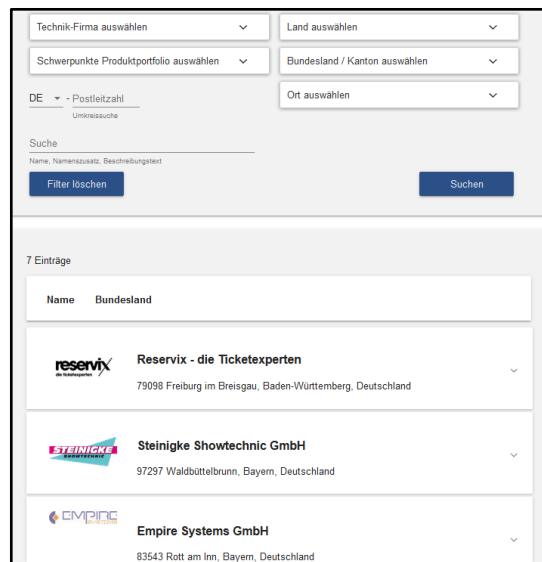 Technik-Firma auswählen
Land auswählen
Schwerpunkte Produktportfolio auswählen
Bundesland / Kanton auswählen
DE - Postleitzahl
Ort auswählen
Umkreissuche
Suche
Name, Namenszusatz, Beschreibungstext
Filter löschen
Suchen
7 Einträge
Name Bundesland
reservix
die ticketexperten
Reservix - die Ticketexperten
79098 Freiburg im Breisgau, Baden-Württemberg, Deutschland
STEINIGKE
SHOWTECHNIC
Steinigke Showtechnic GmbH
97297 Waldbüttelbrunn, Bayern, Deutschland
EMPIRE
Empire Systems GmbH
83543 Rott am Inn, Bayern, Deutschland